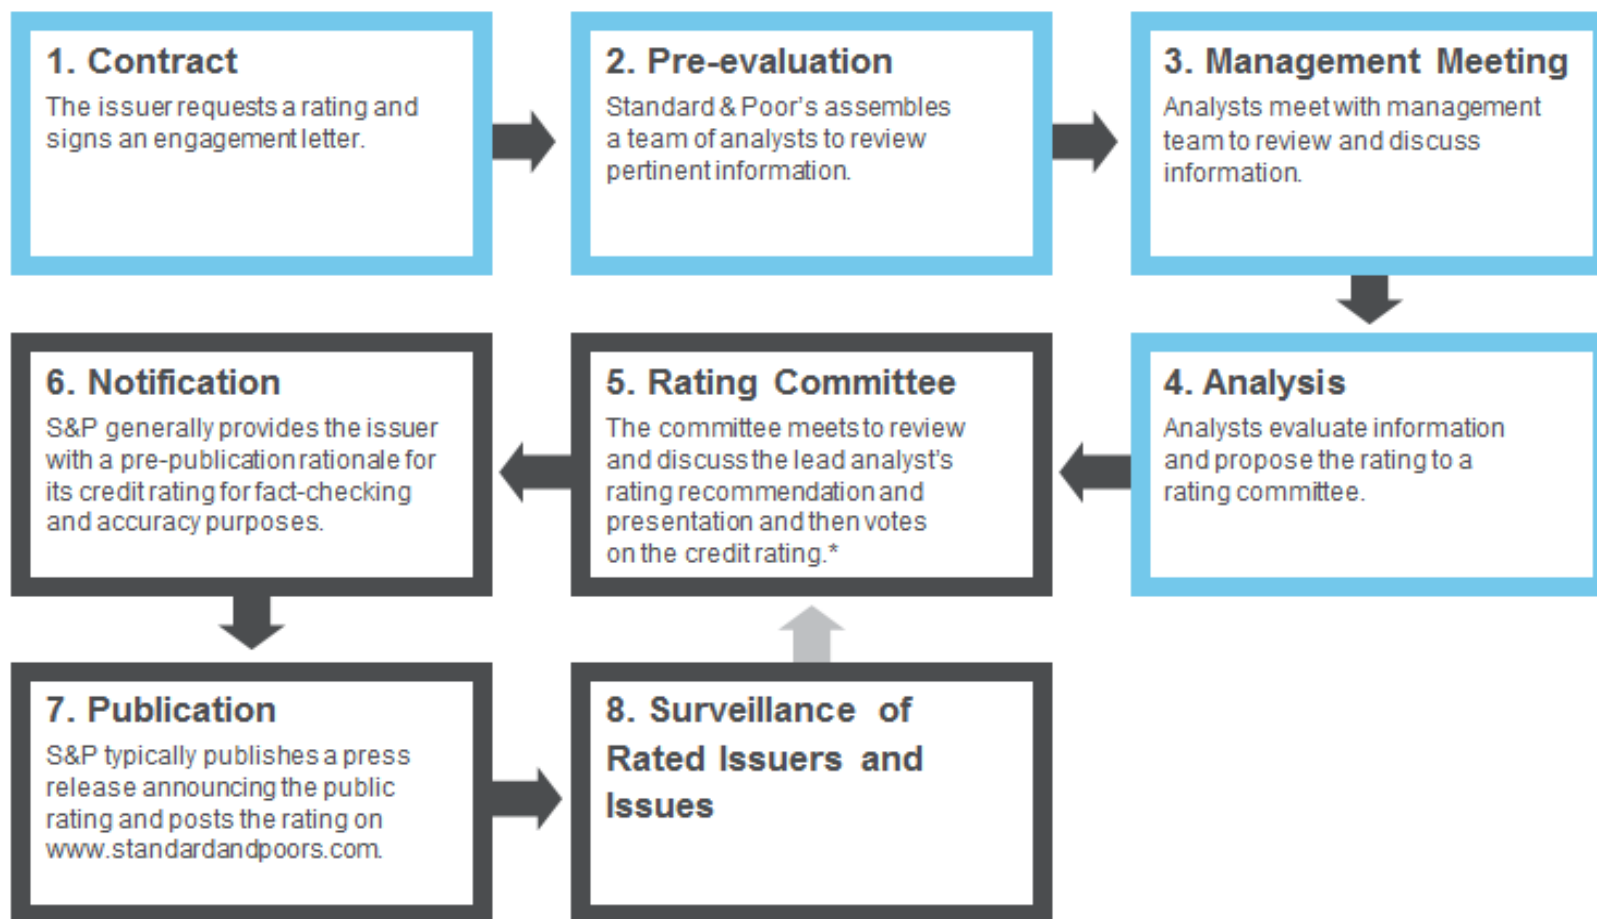 1. Contract
The issuer requests a rating and
signs an engagement letter.
2. Pre-evaluation
Standard & Poor's assembles
a team of analysts to review
pertinent information.
3. Management Meeting
Analysts meet with management
team to review and discuss
information.
4. Analysis
Analysts evaluate information
and propose the rating to a
rating committee.
5. Rating Committee
The committee meets to review
and discuss the lead analyst's
rating recommendation and
presentation and then votes
on the credit rating.*
6. Notification
S&P generally provides the issuer
with a pre-publication rationale for
its credit rating for fact-checking
and accuracy purposes.
7. Publication
S&P typically publishes a press
release announcing the public
rating and posts the rating on
www.standardandpoors.com.
8. Surveillance of
Rated Issuers and
Issues